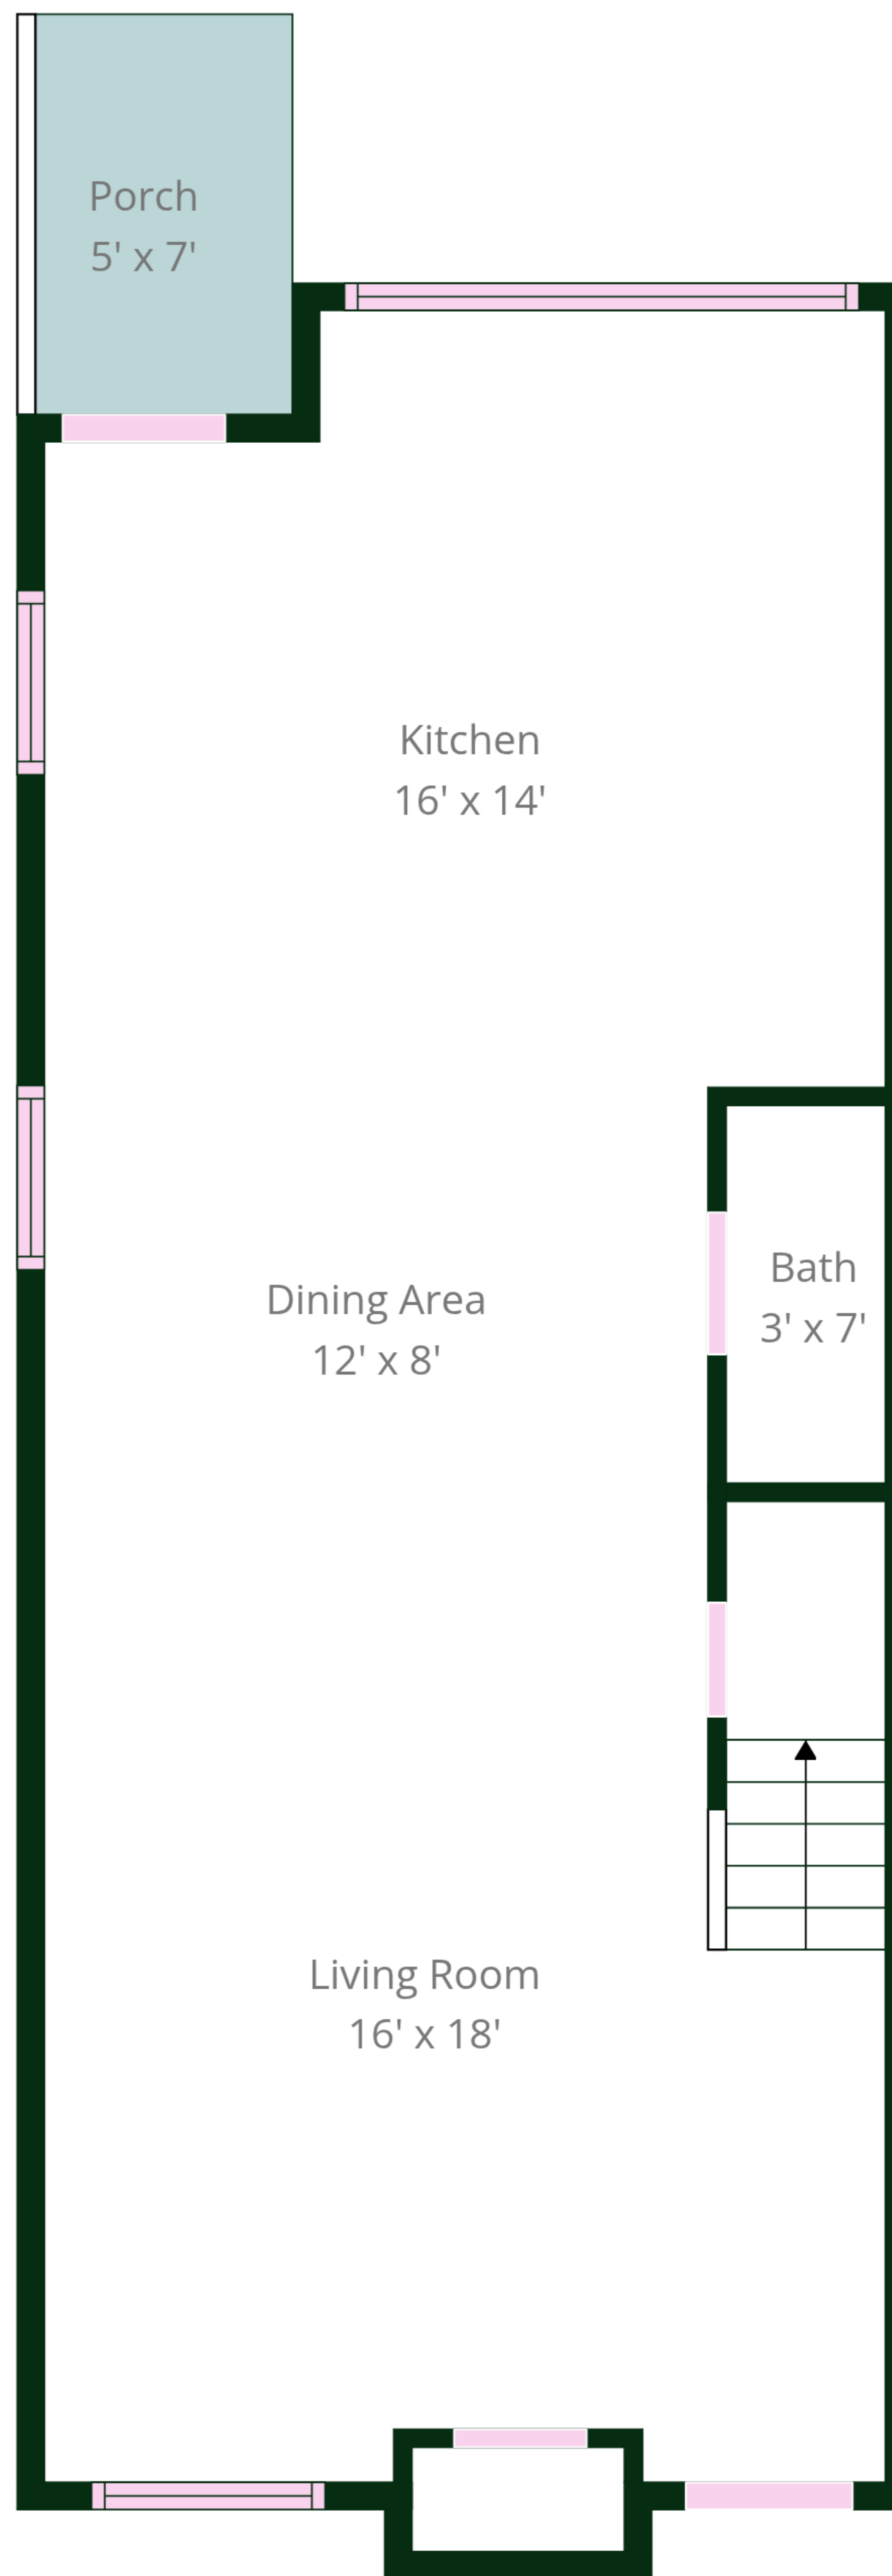 Porch
5' x 7'
Kitchen
16' x 14'
Dining Area
12' x 8'
Bath
3' x 7'
Living Room
16' x 18'